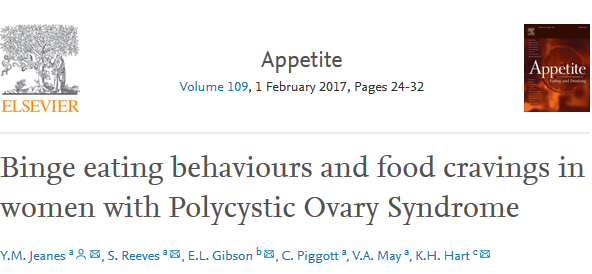 Appetite
Volume 109, 1 February 2017, Pages 24-32
ELSEVIER
Appetite
Binge eating behaviours and food cravings in
women with Polycystic Ovary Syndrome
Y.M. Jeanes a, S. Reeves a, E.L. Gibson b, C. Piggott a, V.A. May a, K.H. Hart c